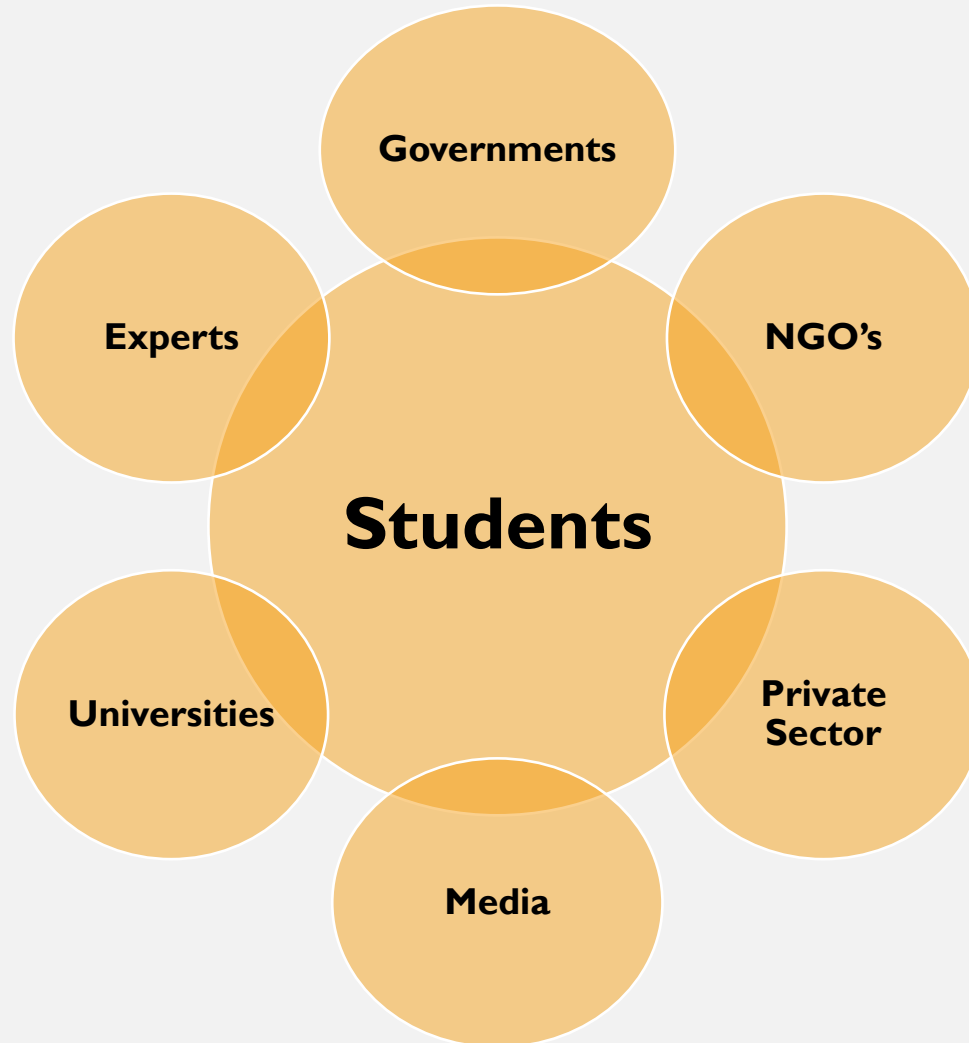 Governments
Experts
NGO’s
Students
Universities
Private
Sector
Media